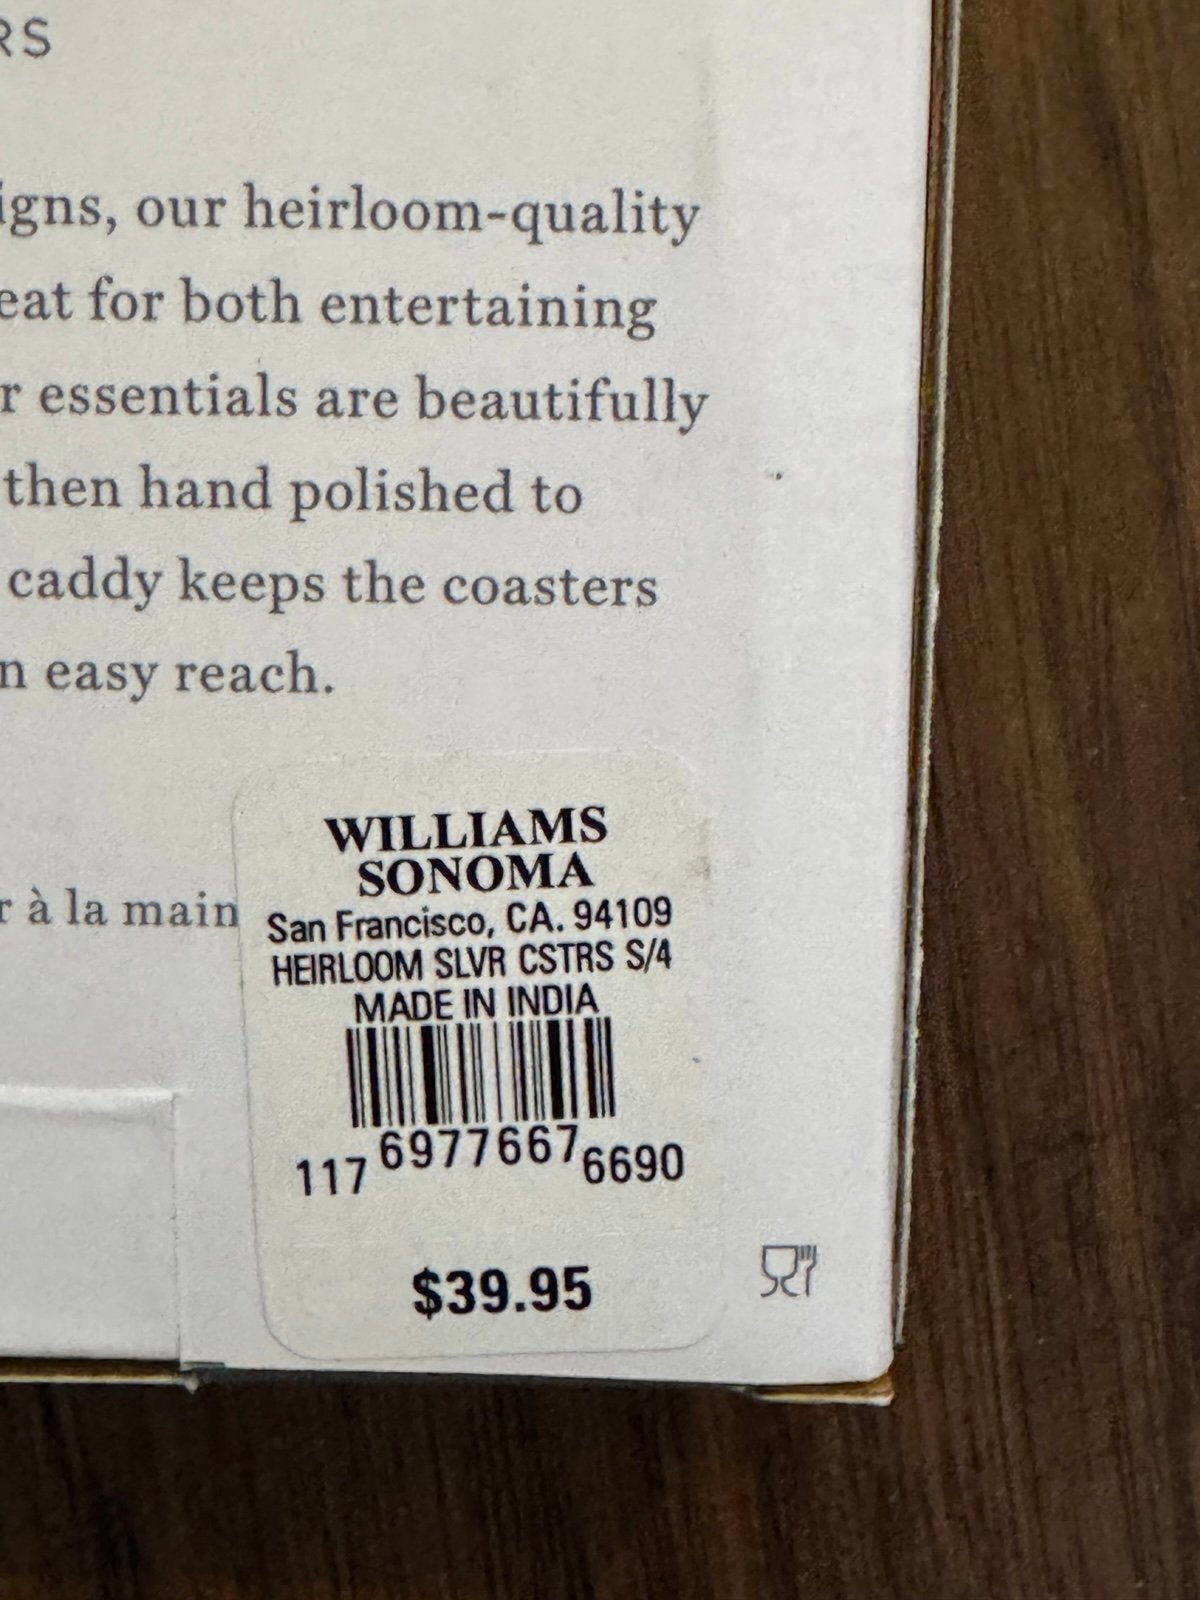 RS
igns, our heirloom-quality
eat for both entertaining
r essentials are beautifully
then hand polished to
caddy keeps the coasters
n easy reach.
r à la main
WILLIAMS
SONOMA
San Francisco, CA. 94109
HEIRLOOM SLVR CSTRS S/4
MADE IN INDIA
117 6977667 6690
$39.95